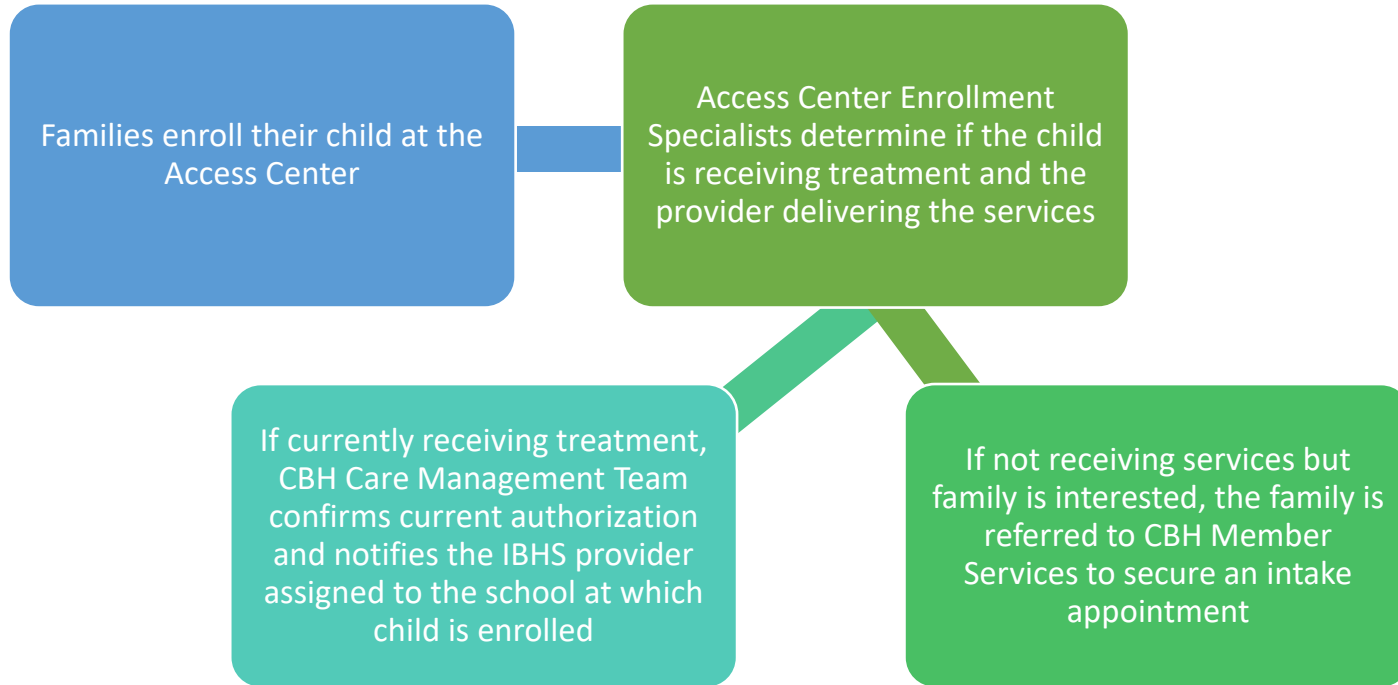 Families enroll their child at the
Access Center
Access Center Enrollment
Specialists determine if the child
is receiving treatment and the
provider delivering the services
If currently receiving treatment,
CBH Care Management Team
confirms current authorization
and notifies the IBHS provider
assigned to the school at which
child is enrolled
If not receiving services but
family is interested, the family is
referred to CBH Member
Services to secure an intake
appointment